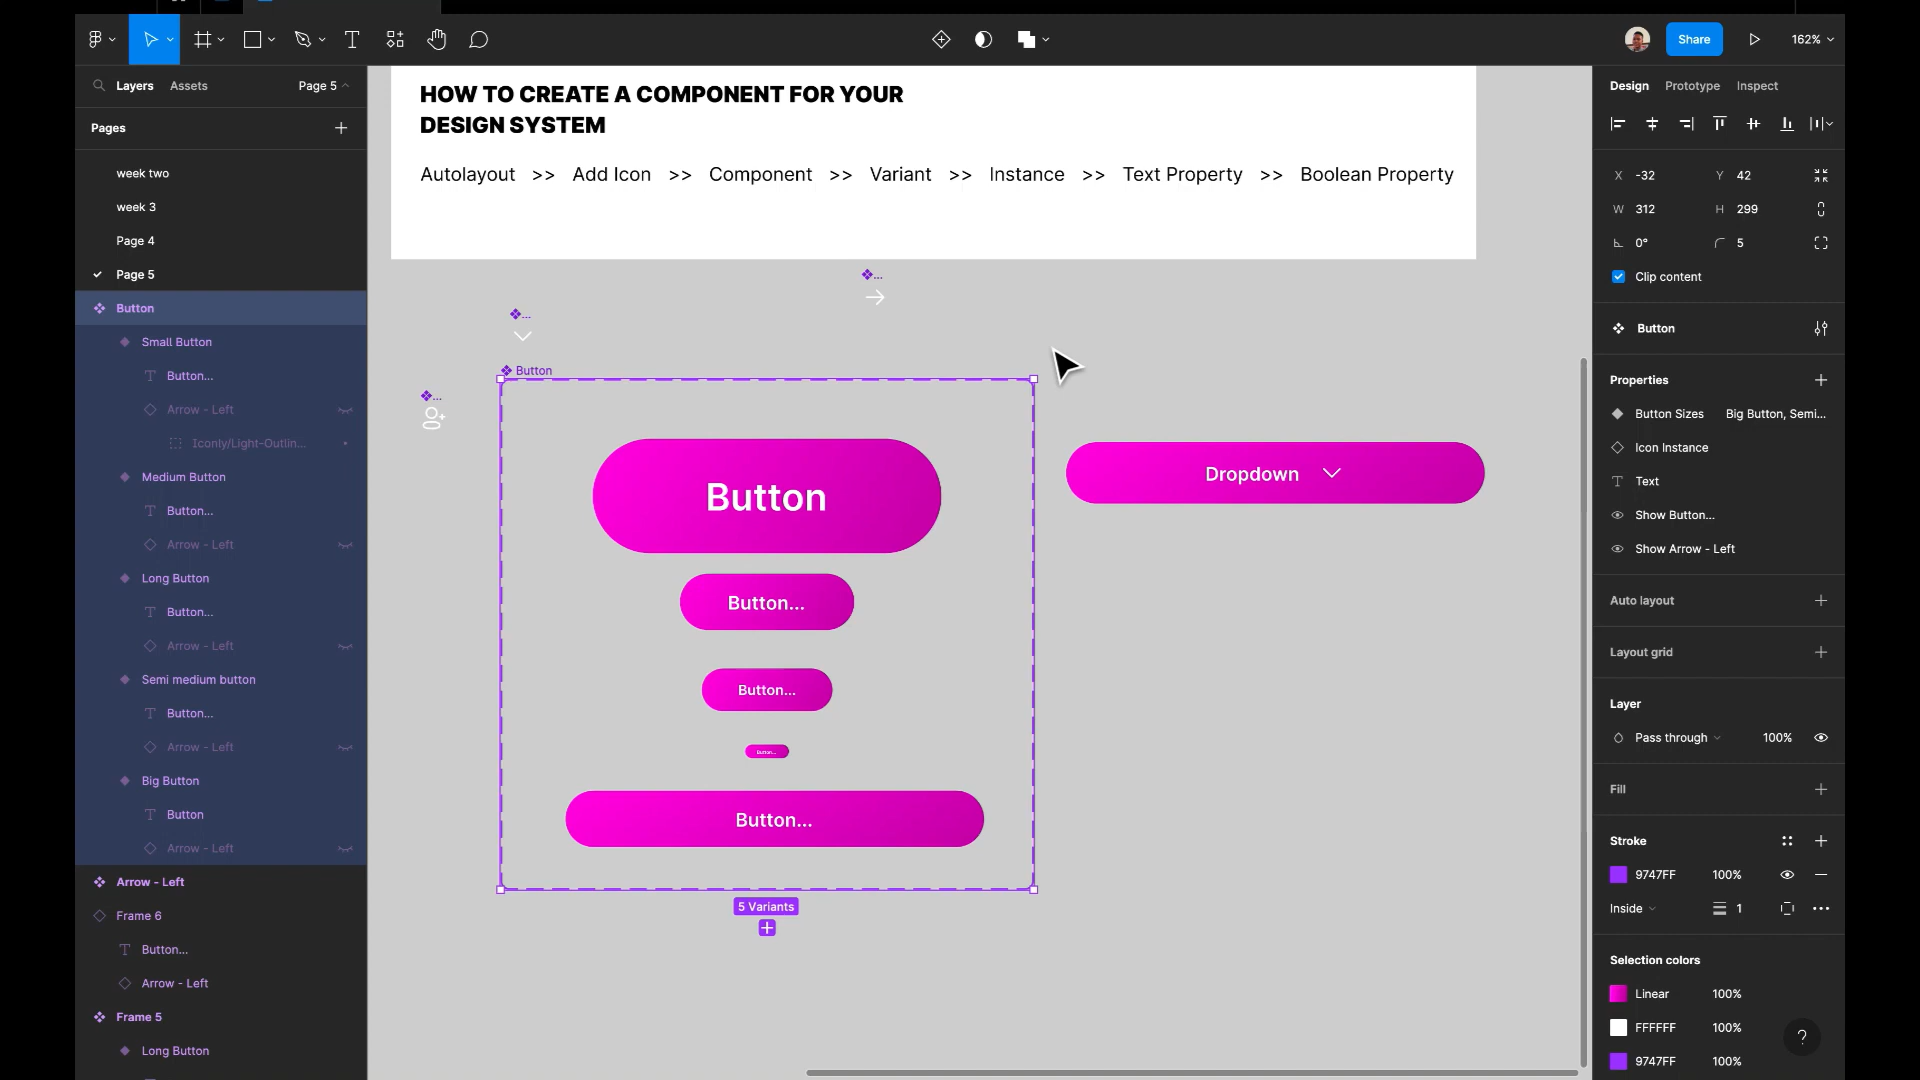 Share
162%
Layers
Assets
Page 5
Pages
week two
week 3
Page 4
Page 5
Button
Small Button
Button...
Arrow - Left
Iconly/Light-Outlin...
Medium Button
Button...
Arrow - Left
Long Button
Button...
Arrow - Left
Semi medium button
Button...
Arrow - Left
Big Button
Button
Arrow - Left
Arrow - Left
Frame 6
Button...
Arrow - Left
Frame 5
Long Button
HOW TO CREATE A COMPONENT FOR YOUR
DESIGN SYSTEM
Autolayout >> Add Icon >> Component >> Variant >> Instance >> Text Property >> Boolean Property
...
...
Button
...
Button
Button...
Button...
Button...
Button...
5 Variants
Dropdown
Design
Prototype
Inspect
X -32
Y 42
W 312
H 299
0°
5
Clip content
Button
Properties
Button Sizes
Big Button, Semi...
Icon Instance
Text
Show Button...
Show Arrow - Left
Auto layout
Layout grid
Layer
Pass through
100%
Fill
Stroke
9747FF
100%
Inside
1
Selection colors
Linear
100%
FFFFFF
100%
9747FF
100%
?